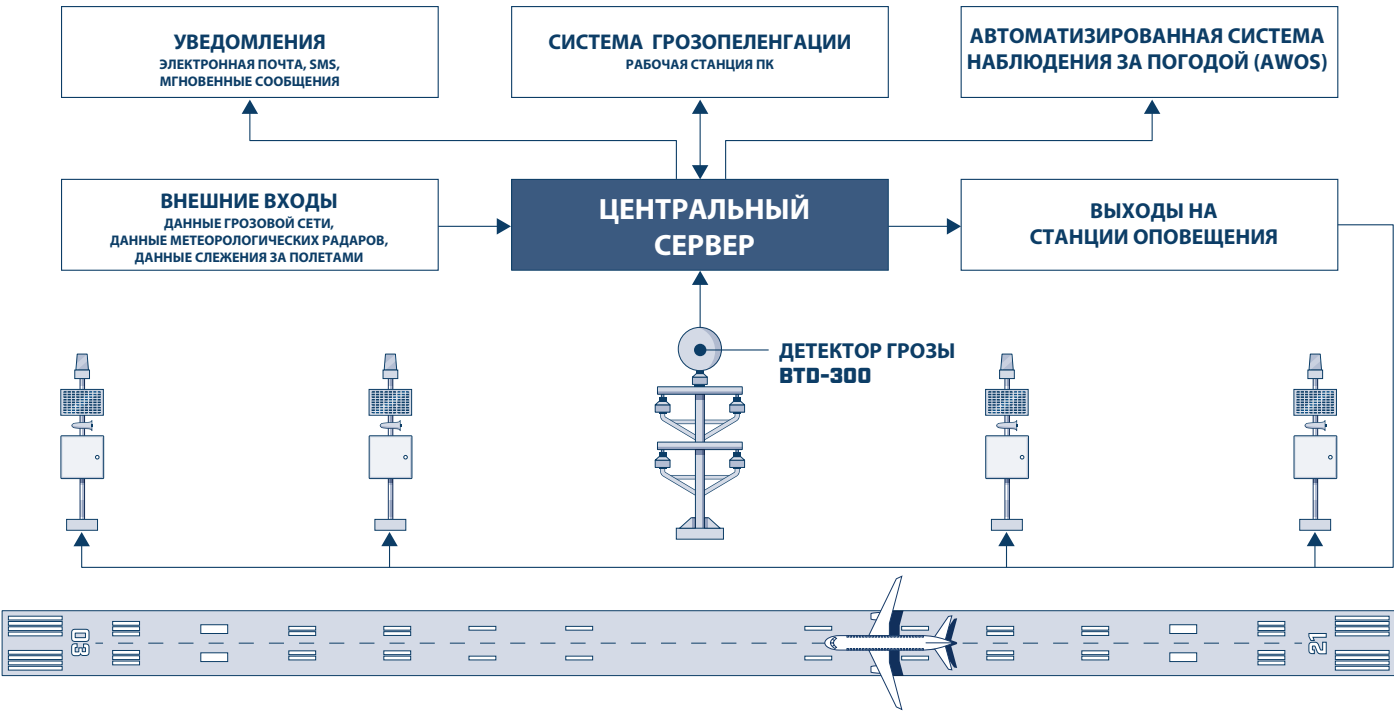 УВЕДОМЛЕНИЯ
ЭЛЕКТРОННАЯ ПОЧТА, SMS,
МГНОВЕННЫЕ СООБЩЕНИЯ
СИСТЕМА ГРОЗОПЕЛЕНГАЦИИ
РАБОЧАЯ СТАНЦИЯ ПК
АВТОМАТИЗИРОВАННАЯ СИСТЕМА
НАБЛЮДЕНИЯ ЗА ПОГОДОЙ (AWOS)
ВНЕШНИЕ ВХОДЫ
ДАННЫЕ ГРОЗОВОЙ СЕТИ,
ДАННЫЕ МЕТЕОРОЛОГИЧЕСКИХ РАДАРОВ,
ДАННЫЕ СЛЕЖЕНИЯ ЗА ПОЛЕТАМИ
ЦЕНТРАЛЬНЫЙ
СЕРВЕР
ВЫХОДЫ НА
СТАНЦИИ ОПОВЕЩЕНИЯ
ДЕТЕКТОР ГРОЗЫ
BTD-300
03
21